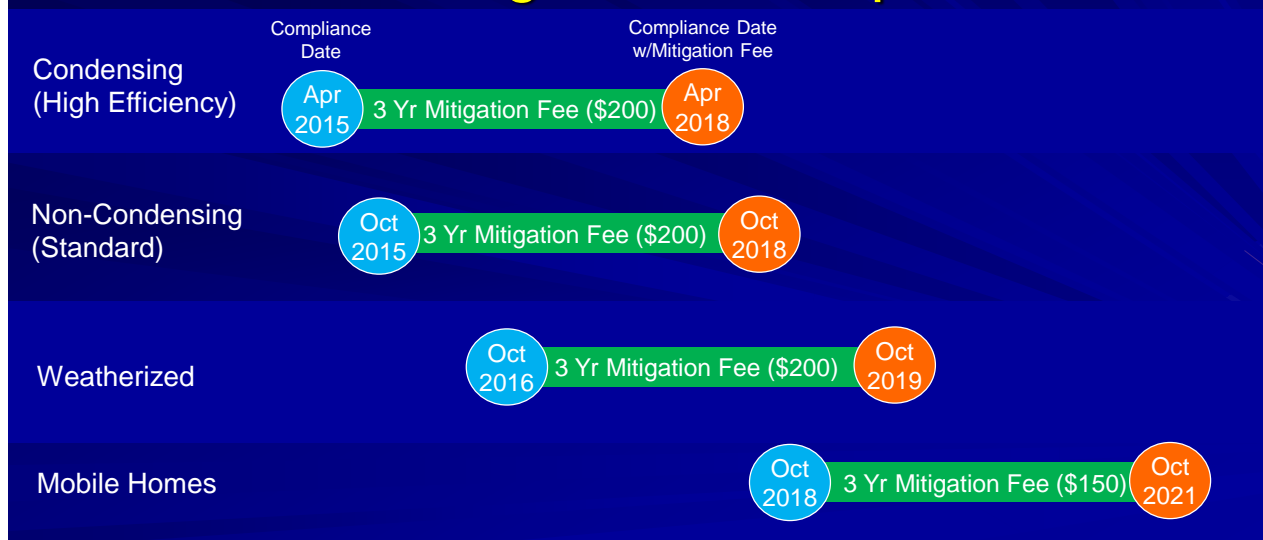 Compliance
Date
Compliance Date
w/Mitigation Fee
Condensing
(High Efficiency)
Apr
2015
3 Yr Mitigation Fee ($200)
Apr
2018
Non-Condensing
(Standard)
Oct
2015
3 Yr Mitigation Fee ($200)
Oct
2018
Weatherized
Oct
2016
3 Yr Mitigation Fee ($200)
Oct
2019
Mobile Homes
Oct
2018
3 Yr Mitigation Fee ($150)
Oct
2021